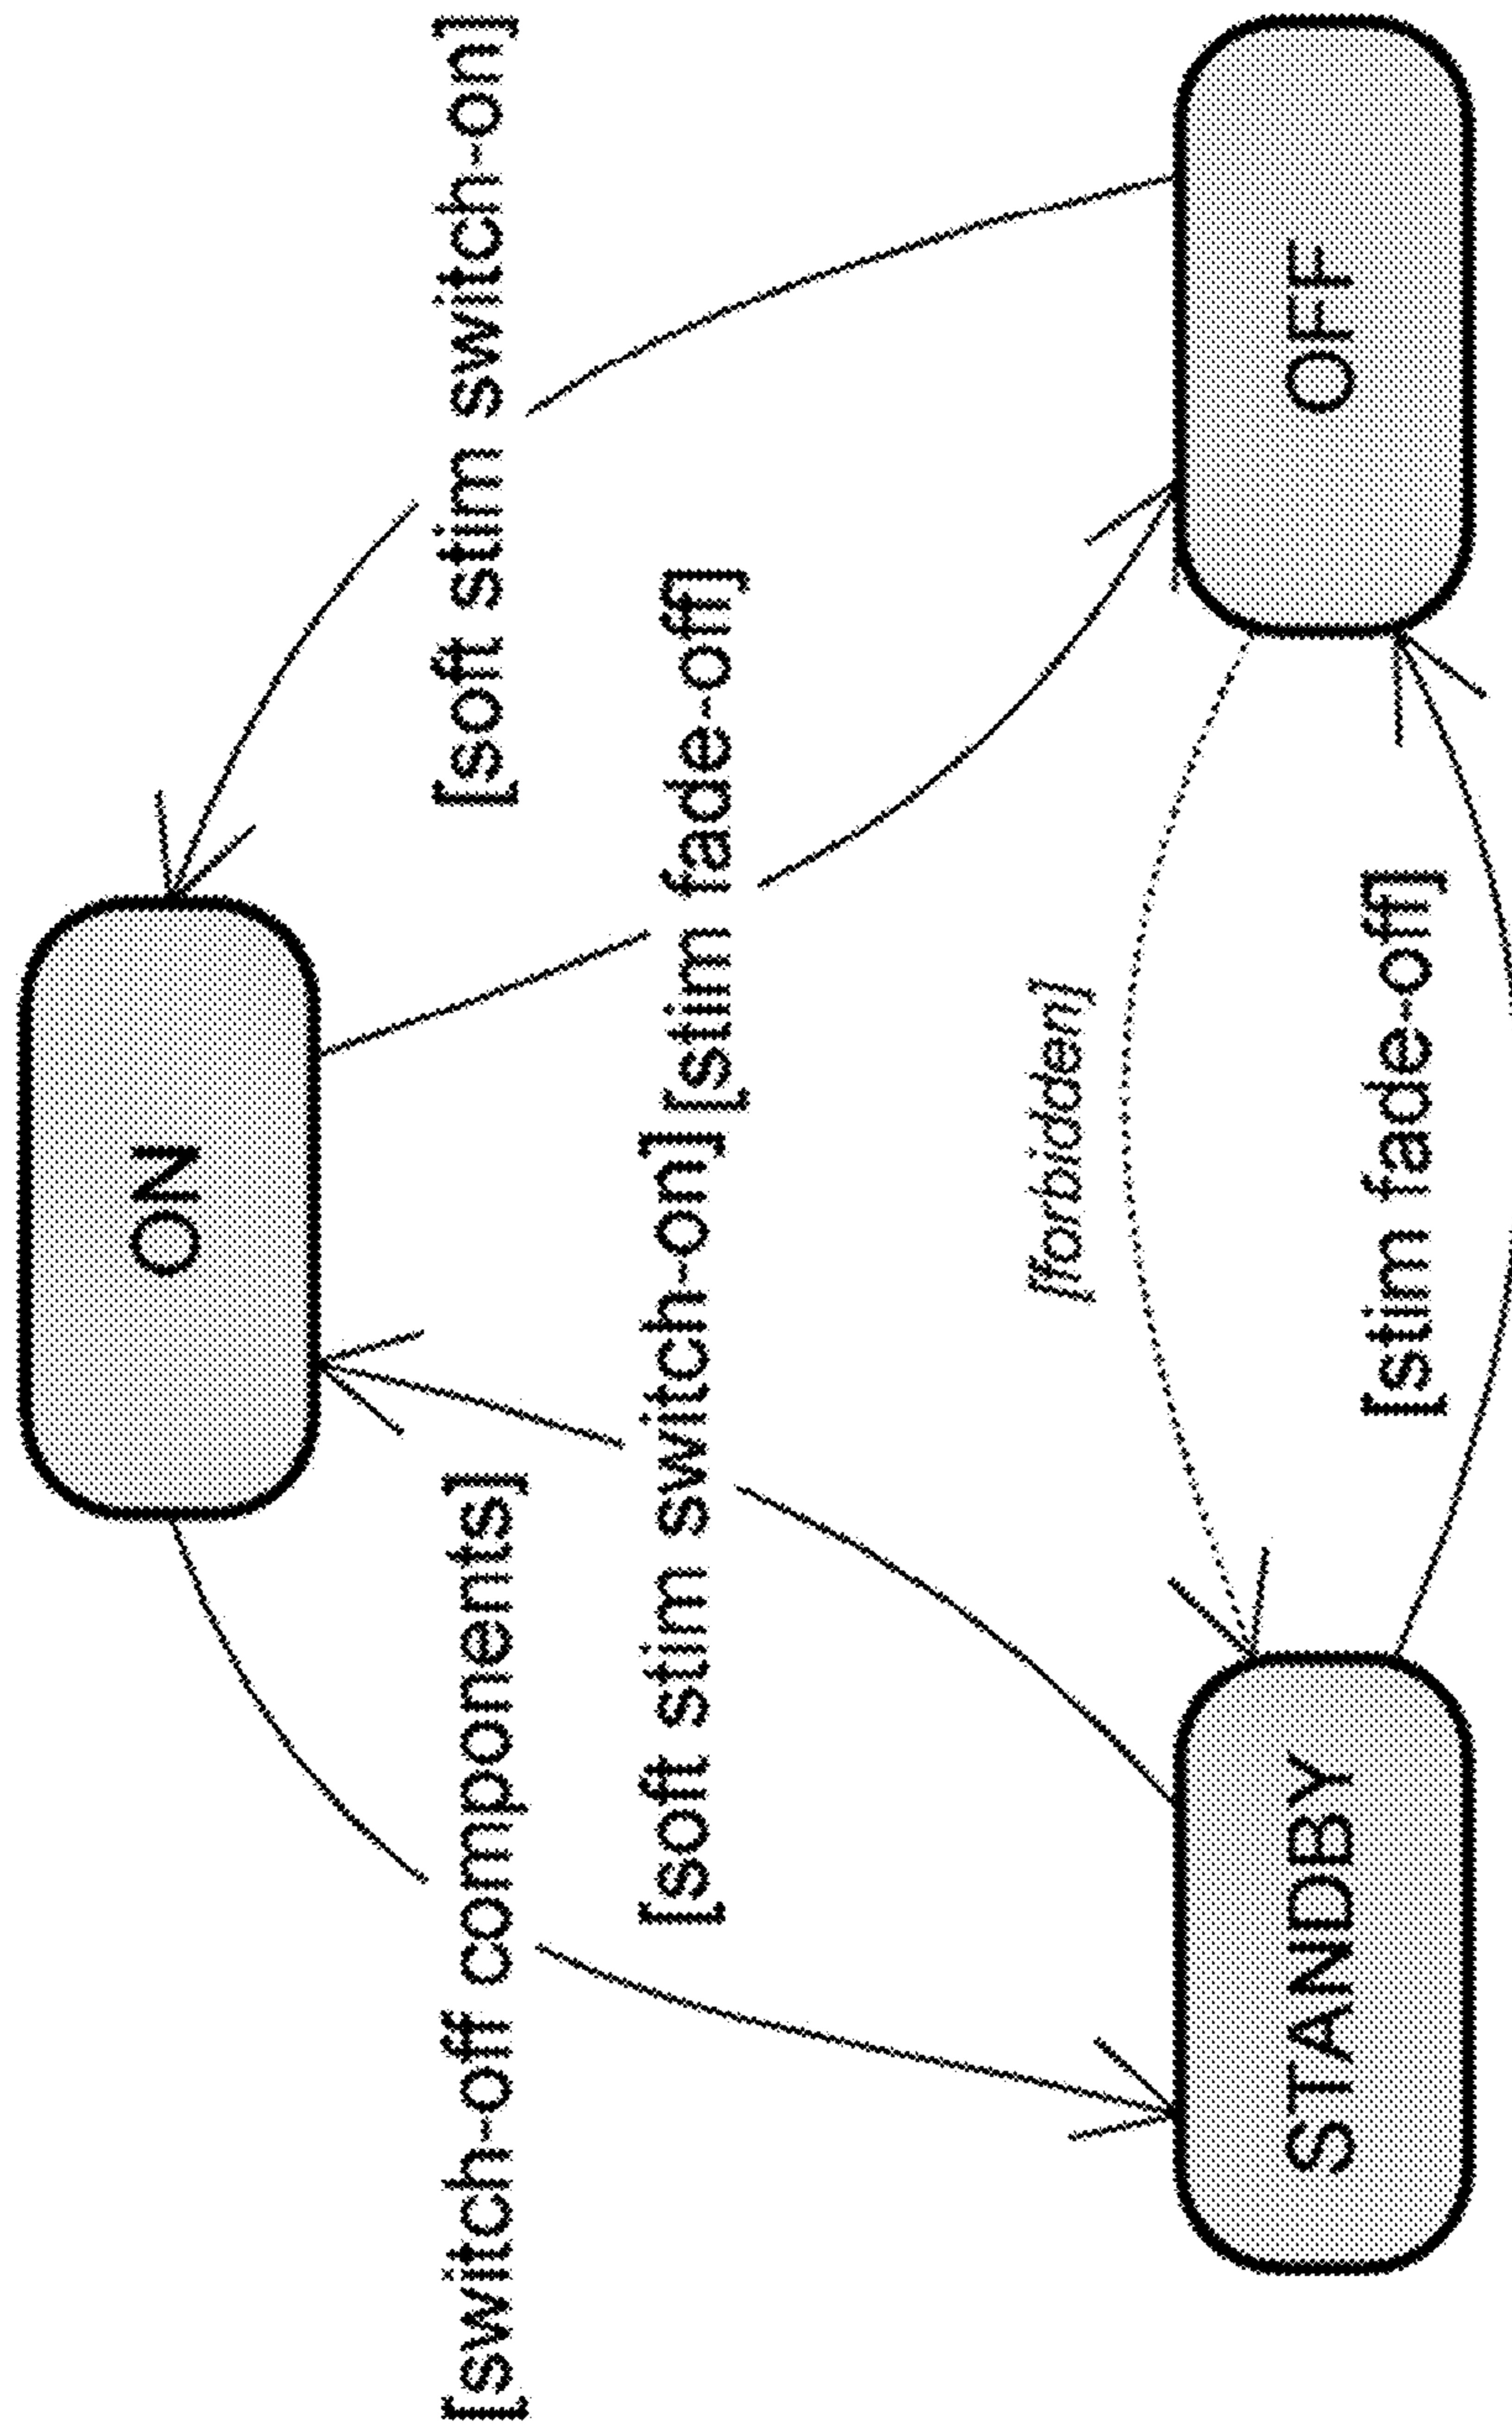 ON
[switch-off components]
[soft stim switch-on]
[soft stim switch-on]
[stim fade-off]
[forbidden]
STANDBY
[stim fade-off]
OFF